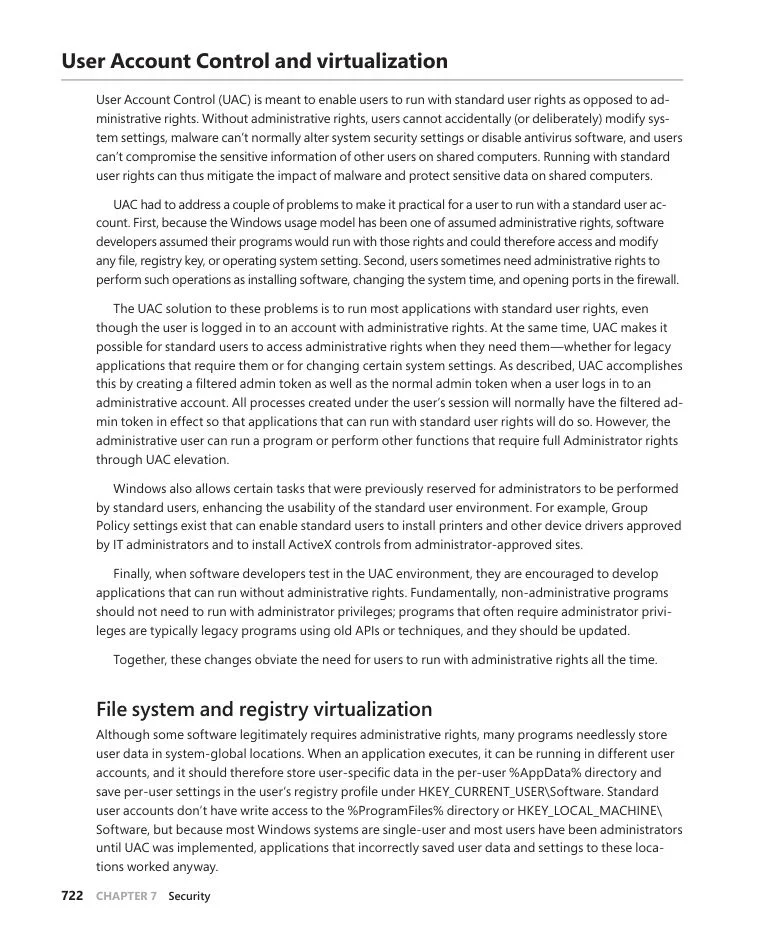 User Account Control and virtualization
User Account Control (UAC) is meant to enable users to run with standard user rights as opposed to ad-
ministrative rights. Without administrative rights, users cannot accidentally (or deliberately) modify sys-
tem settings, malware can’t normally alter system security settings or disable antivirus software, and users
can’t compromise the sensitive information of other users on shared computers. Running with standard
user rights can thus mitigate the impact of malware and protect sensitive data on shared computers.
UAC had to address a couple of problems to make it practical for a user to run with a standard user ac-
count. First, because the Windows usage model has been one of assumed administrative rights, software
developers assumed their programs would run with those rights and could therefore access and modify
any file, registry key, or operating system setting. Second, users sometimes need administrative rights to
perform such operations as installing software, changing the system time, and opening ports in the firewall.
The UAC solution to these problems is to run most applications with standard user rights, even
though the user is logged in to an account with administrative rights. At the same time, UAC makes it
possible for standard users to access administrative rights when they need them—whether for legacy
applications that require them or for changing certain system settings. As described, UAC accomplishes
this by creating a filtered admin token as well as the normal admin token when a user logs in to an
administrative account. All processes created under the user’s session will normally have the filtered ad-
min token in effect so that applications that can run with standard user rights will do so. However, the
administrative user can run a program or perform other functions that require full Administrator rights
through UAC elevation.
Windows also allows certain tasks that were previously reserved for administrators to be performed
by standard users, enhancing the usability of the standard user environment. For example, Group
Policy settings exist that can enable standard users to install printers and other device drivers approved
by IT administrators and to install ActiveX controls from administrator-approved sites.
Finally, when software developers test in the UAC environment, they are encouraged to develop
applications that can run without administrative rights. Fundamentally, non-administrative programs
should not need to run with administrator privileges; programs that often require administrator privi-
leges are typically legacy programs using old APIs or techniques, and they should be updated.
Together, these changes obviate the need for users to run with administrative rights all the time.
File system and registry virtualization
Although some software legitimately requires administrative rights, many programs needlessly store
user data in system-global locations. When an application executes, it can be running in different user
accounts, and it should therefore store user-specific data in the per-user %AppData% directory and
save per-user settings in the user’s registry profile under HKEY_CURRENT_USER\Software. Standard
user accounts don’t have write access to the %ProgramFiles% directory or HKEY_LOCAL_MACHINE\
Software, but because most Windows systems are single-user and most users have been administrators
until UAC was implemented, applications that incorrectly saved user data and settings to these loca-
tions worked anyway.
722 CHAPTER 7 Security